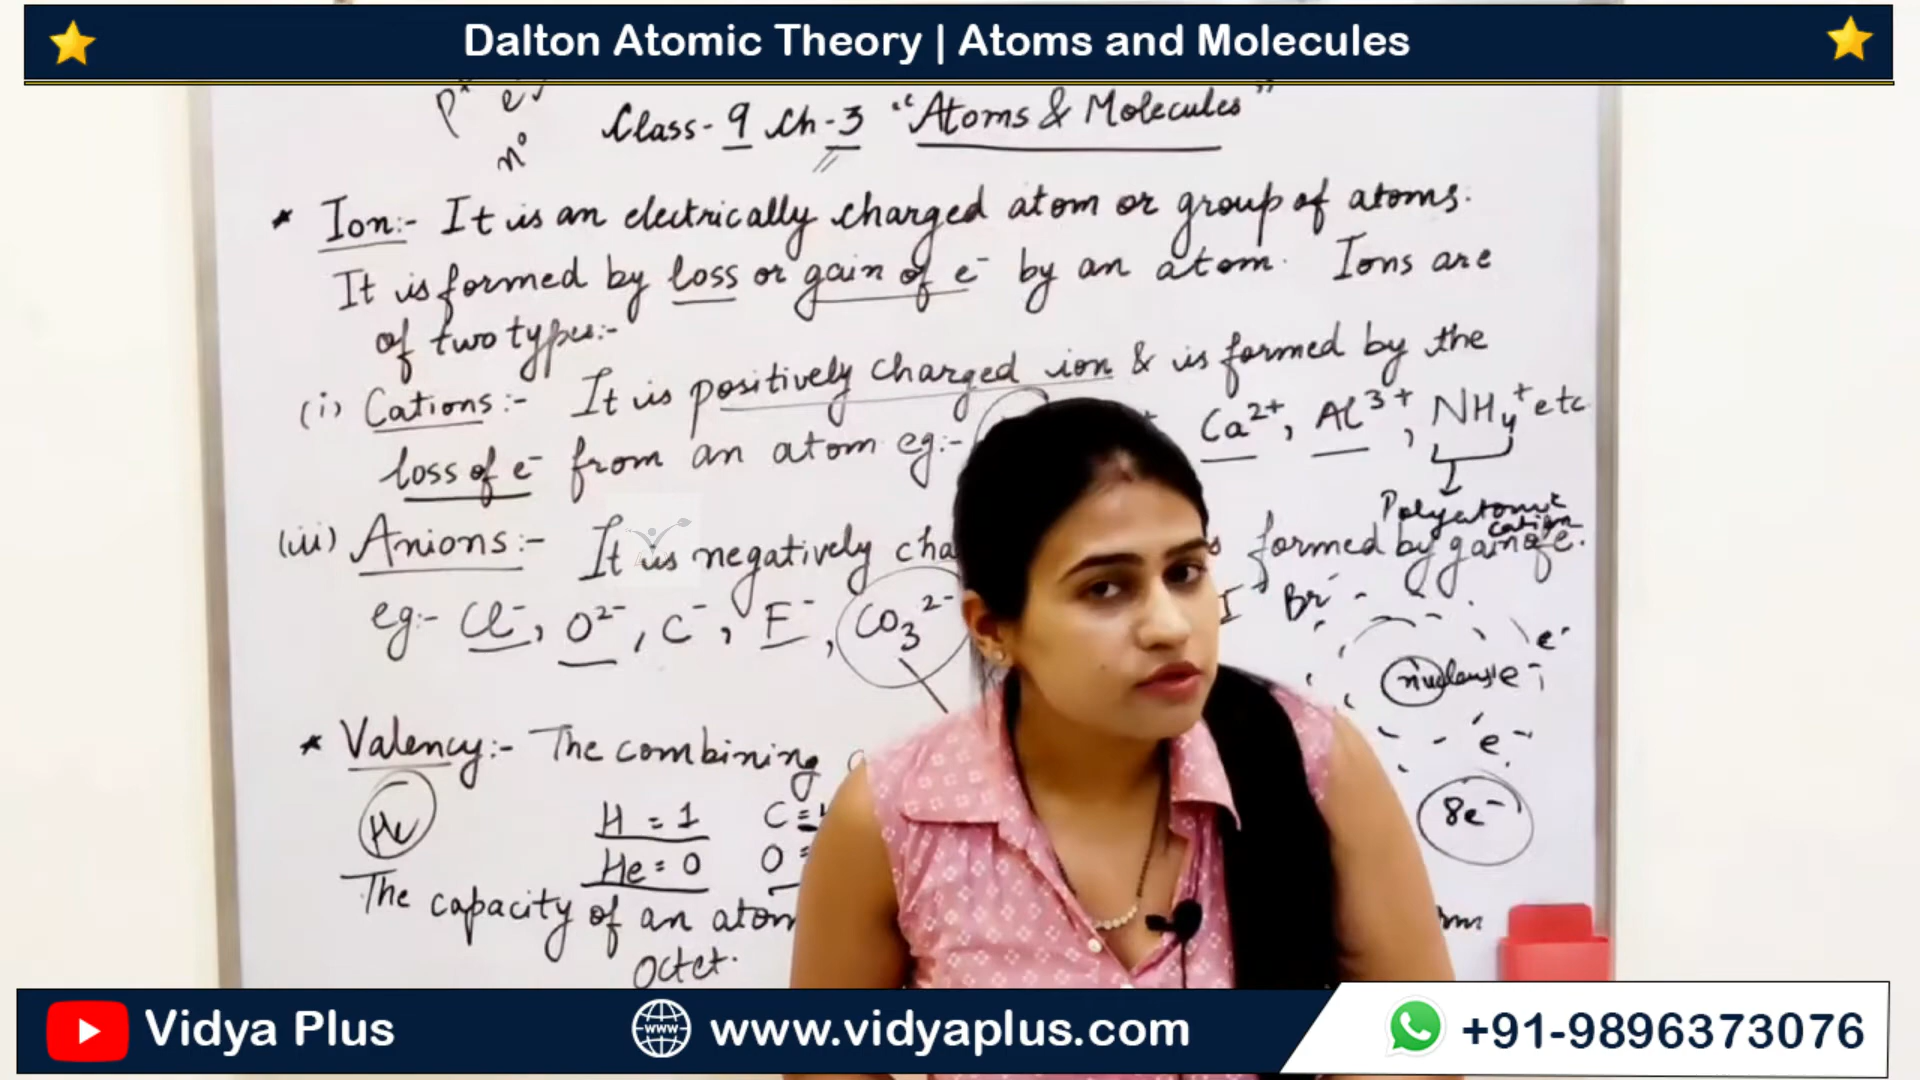 Dalton Atomic Theory | Atoms and Molecules
p+ e-
n°
Class-9 Ch-3 "Atoms & Molecules"
* Ion:- It is an electrically charged atom or group of atoms.
It is formed by loss or gain of e⁻ by an atom. Ions are
of two types:-
(i) Cations:- It is positively charged ion & is formed by the
loss of e⁻ from an atom eg:- Ca²⁺, Al³⁺, NH₄⁺ etc
Polyatomic
cation
(iii) Anions:- It is negatively cha formed by gain of e⁻.
eg:- Cl⁻, O²⁻, C⁻, F⁻, CO₃²⁻ I⁻ Br⁻
e⁻
nucleus e⁻
e⁻
* Valency:- The combining
8e⁻
He
H = 1 C =
He = 0 O =
The capacity of an atom
Octet.
Vidya Plus
www.vidyaplus.com
+91-9896373076